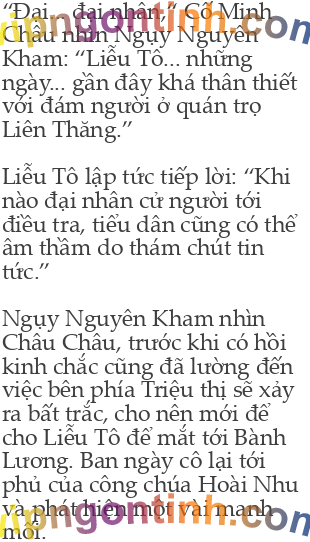 “Đại... đại nhân,” Cố Minh
Châu nhìn Ngụy Nguyên
Kham: “Liễu Tô... những
ngày... gần đây khá thân thiết
với đám người ở quán trọ
Liên Thăng.”

Liễu Tô lập tức tiếp lời: “Khi
nào đại nhân cử người tới
điều tra, tiểu dân cũng có thể
âm thầm do thám chút tin
tức.”

Ngụy Nguyên Kham nhìn
Châu Châu, trước khi có hồi
kinh chắc cũng đã lường đến
việc bên phía Triệu thị sẽ xảy
ra bất trắc, cho nên mới để
cho Liễu Tô để mắt tới Bành
Lương. Ban ngày cô lại tới
phủ của công chúa Hoài Nhu
và phát hiện một vài manh
mối.
vipngontinh.com
vipngontinh.com